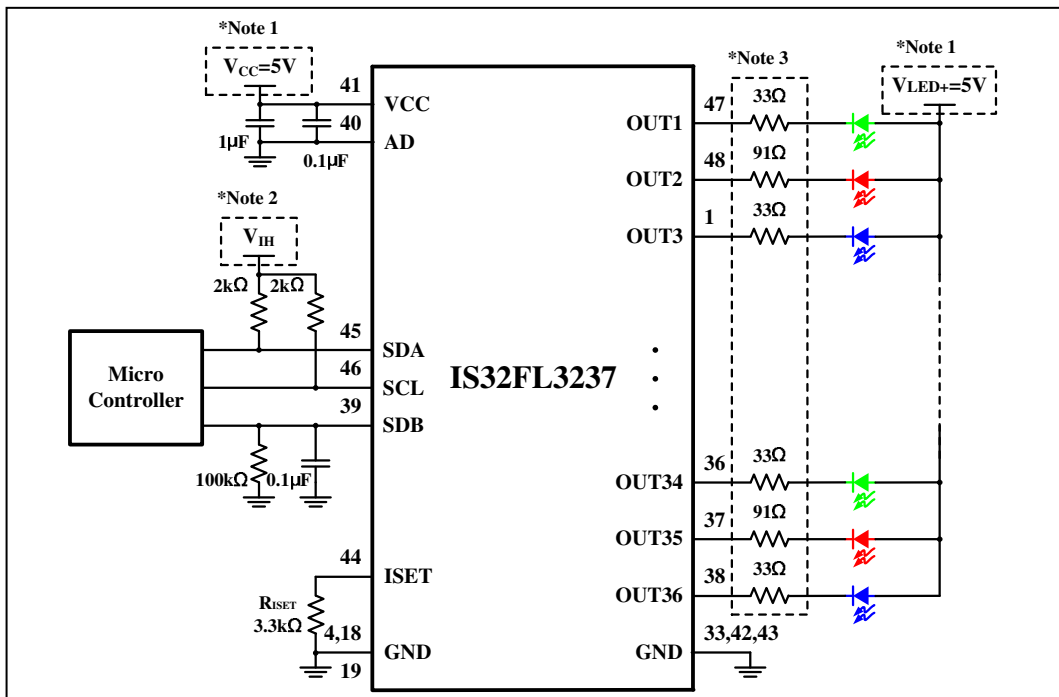 *Note 1
VCC=5V
41
VCC
40
AD
1μF
0.1μF
*Note 2
VIH
2kΩ
2kΩ
45
SDA
46
SCL
39
SDB
Micro
Controller
100kΩ
0.1μF
44
ISET
RISET
3.3kΩ
4,18
GND
19
IS32FL3237
*Note 3
*Note 1
VLED+=5V
47
33Ω
OUT1
48
91Ω
OUT2
1
33Ω
OUT3
36
33Ω
OUT34
37
91Ω
OUT35
38
33Ω
OUT36
33,42,43
GND